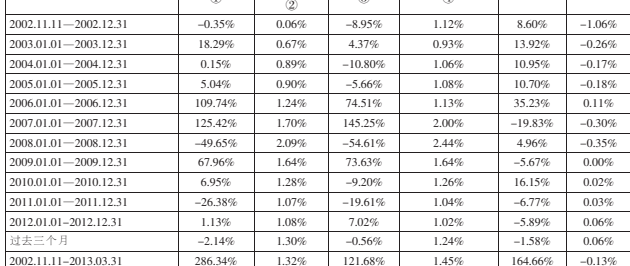 ②
2002.11.11—2002.12.31 –0.35% 0.06% –8.95% 1.12% 8.60% –1.06%
2003.01.01—2003.12.31 18.29% 0.67% 4.37% 0.93% 13.92% –0.26%
2004.01.01—2004.12.31 0.15% 0.89% –10.80% 1.06% 10.95% –0.17%
2005.01.01—2005.12.31 5.04% 0.90% –5.66% 1.08% 10.70% –0.18%
2006.01.01—2006.12.31 109.74% 1.24% 74.51% 1.13% 35.23% 0.11%
2007.01.01—2007.12.31 125.42% 1.70% 145.25% 2.00% –19.83% –0.30%
2008.01.01—2008.12.31 –49.65% 2.09% –54.61% 2.44% 4.96% –0.35%
2009.01.01—2009.12.31 67.96% 1.64% 73.63% 1.64% –5.67% 0.00%
2010.01.01—2010.12.31 6.95% 1.28% –9.20% 1.26% 16.15% 0.02%
2011.01.01—2011.12.31 –26.38% 1.07% –19.61% 1.04% –6.77% 0.03%
2012.01.01–2012.12.31 1.13% 1.08% 7.02% 1.02% –5.89% 0.06%
过去三个月 –2.14% 1.30% –0.56% 1.24% –1.58% 0.06%
2002.11.11–2013.03.31 286.34% 1.32% 121.68% 1.45% 164.66% –0.13%